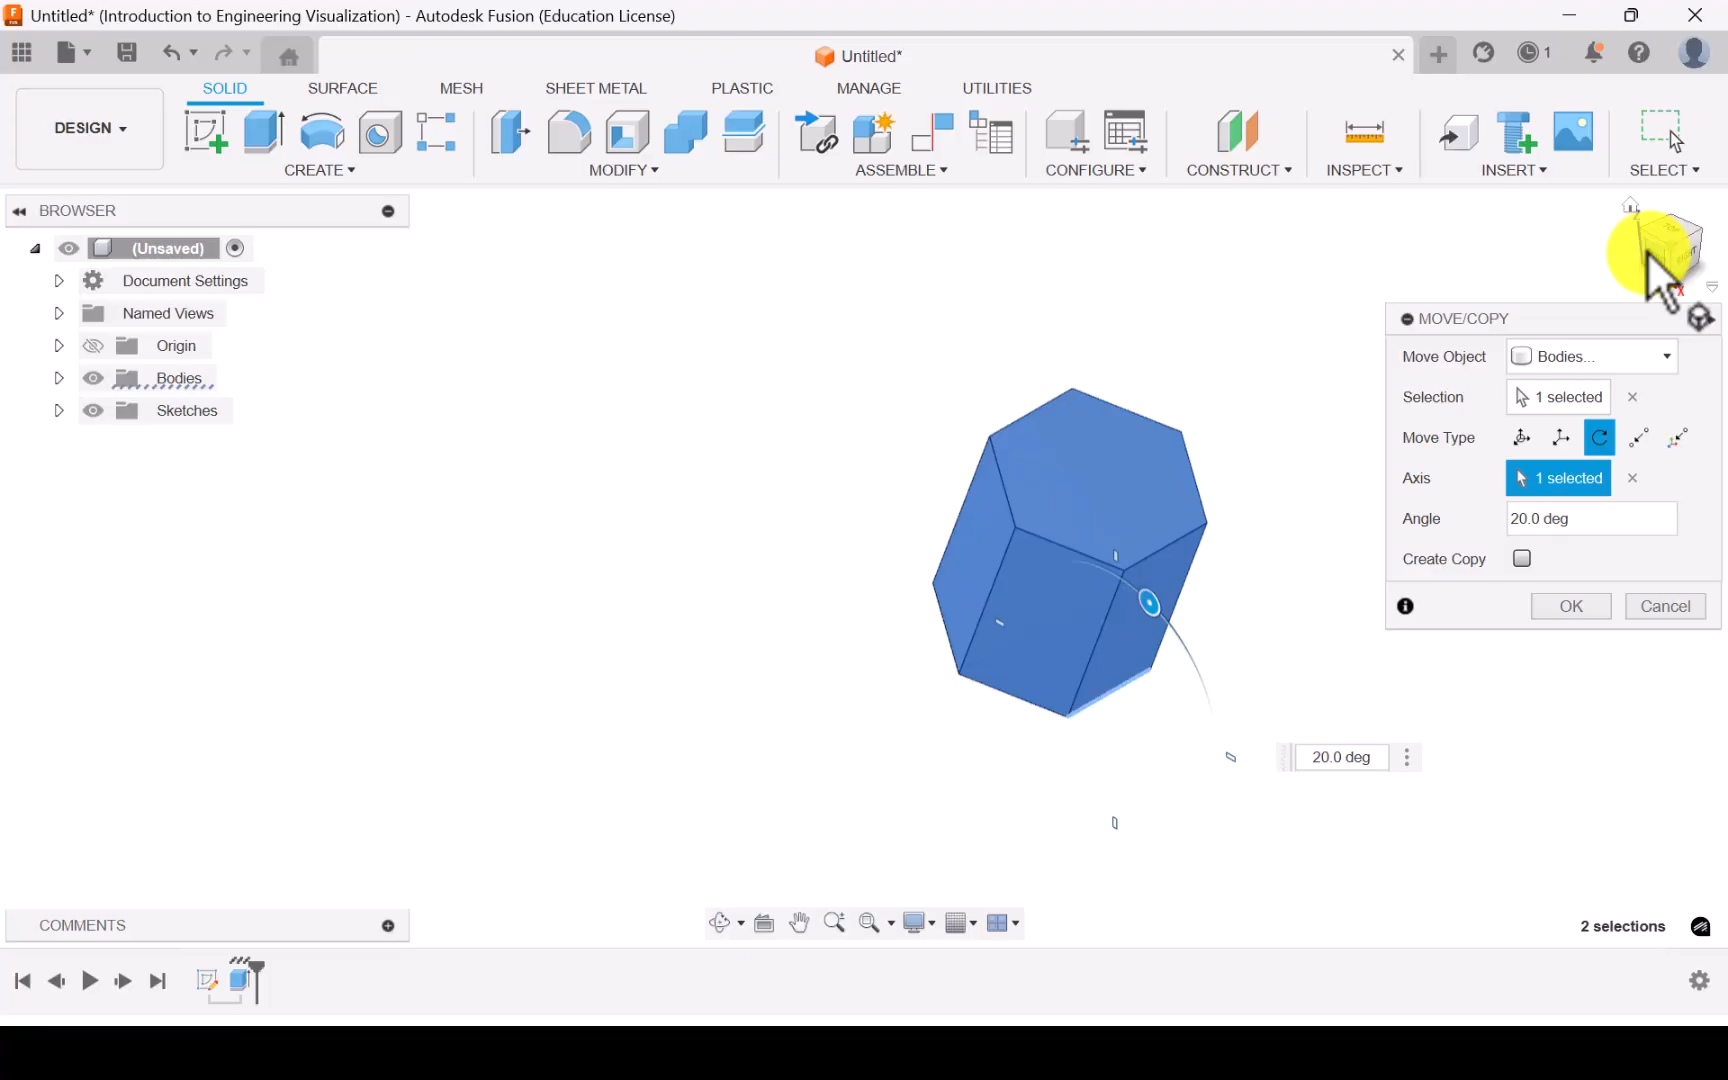 Untitled* (Introduction to Engineering Visualization) - Autodesk Fusion (Education License)
Untitled*
1
SOLID SURFACE MESH SHEET METAL PLASTIC MANAGE UTILITIES
DESIGN
CREATE MODIFY ASSEMBLE CONFIGURE CONSTRUCT INSPECT INSERT SELECT
BROWSER
(Unsaved)
Document Settings
Named Views
Origin
Bodies
Sketches
TOP
RIGHT
X
MOVE/COPY
Move Object Bodies...
Selection 1 selected
Move Type
Axis 1 selected
Angle 20.0 deg
Create Copy
OK Cancel
20.0 deg
COMMENTS
2 selections